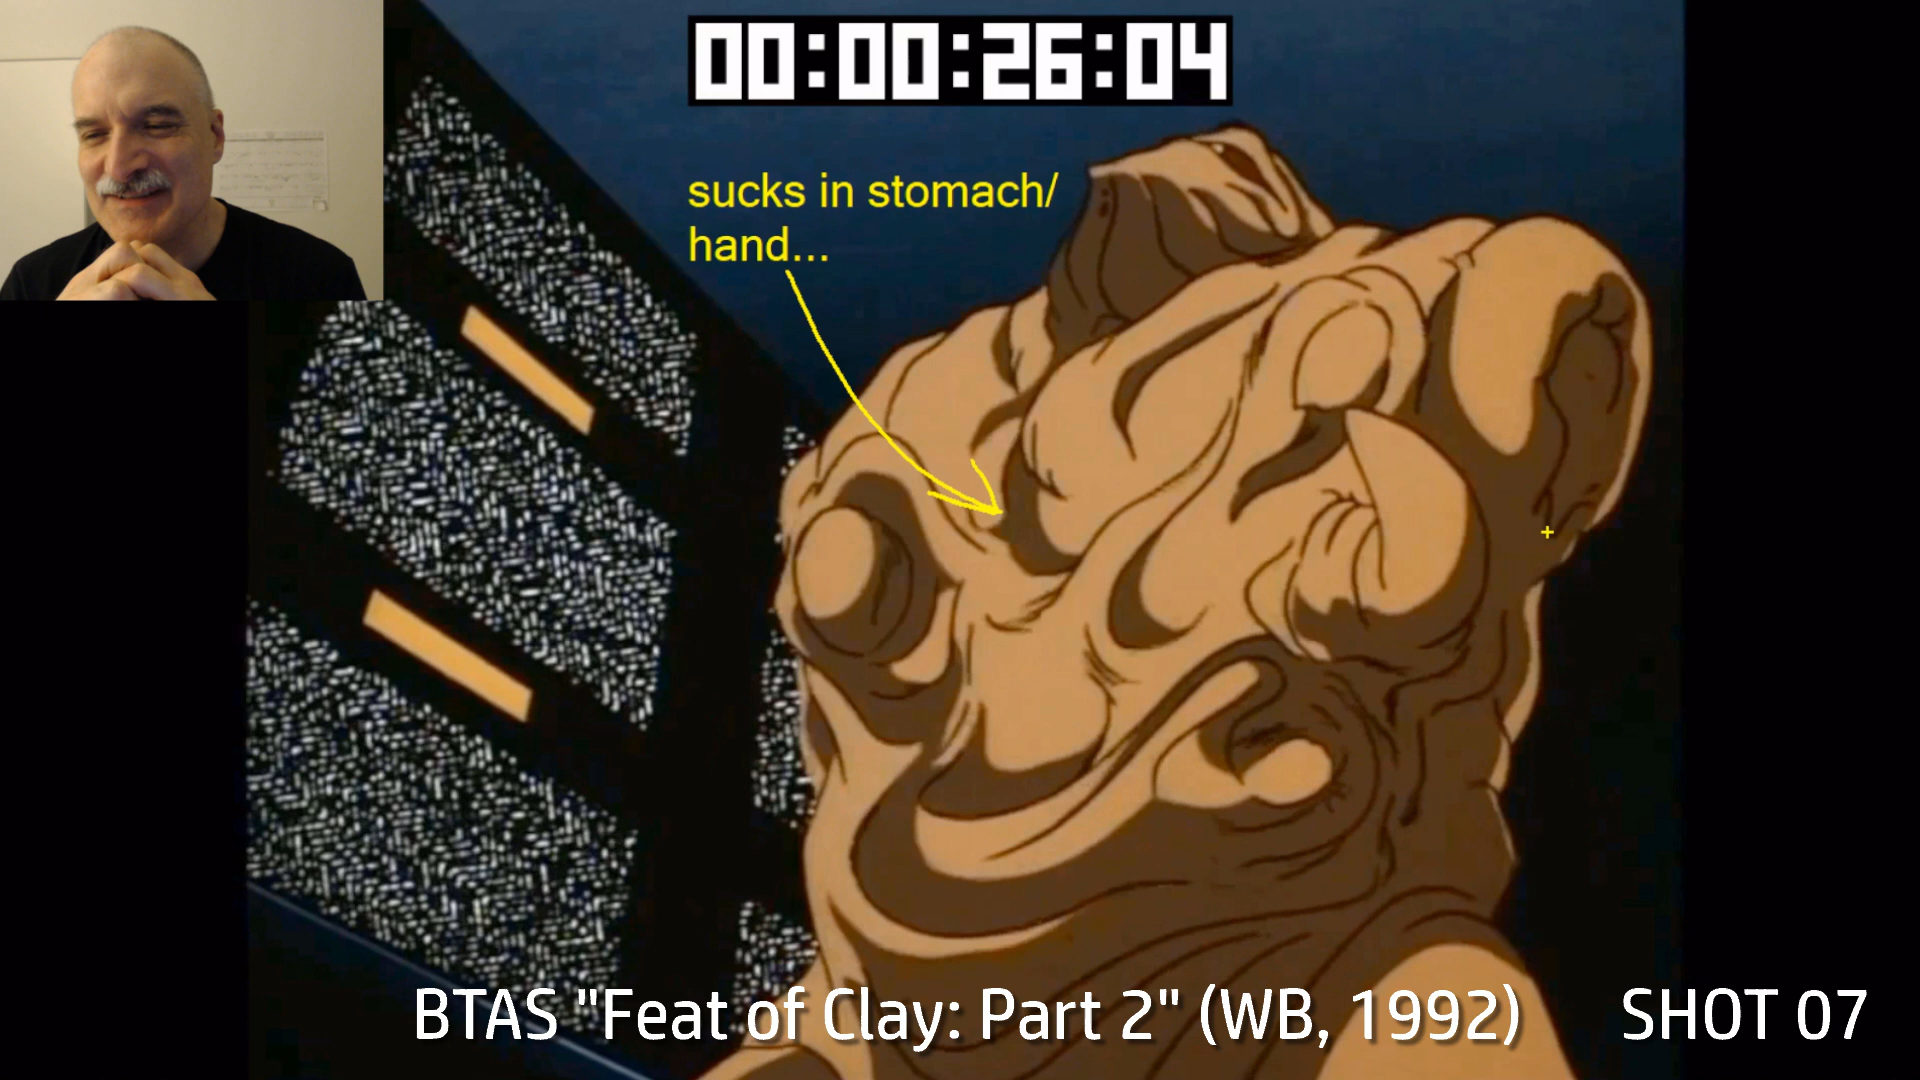 00:00:26:04
sucks in stomach/
hand...
BTAS "Feat of Clay: Part 2" (WB, 1992)
SHOT 07